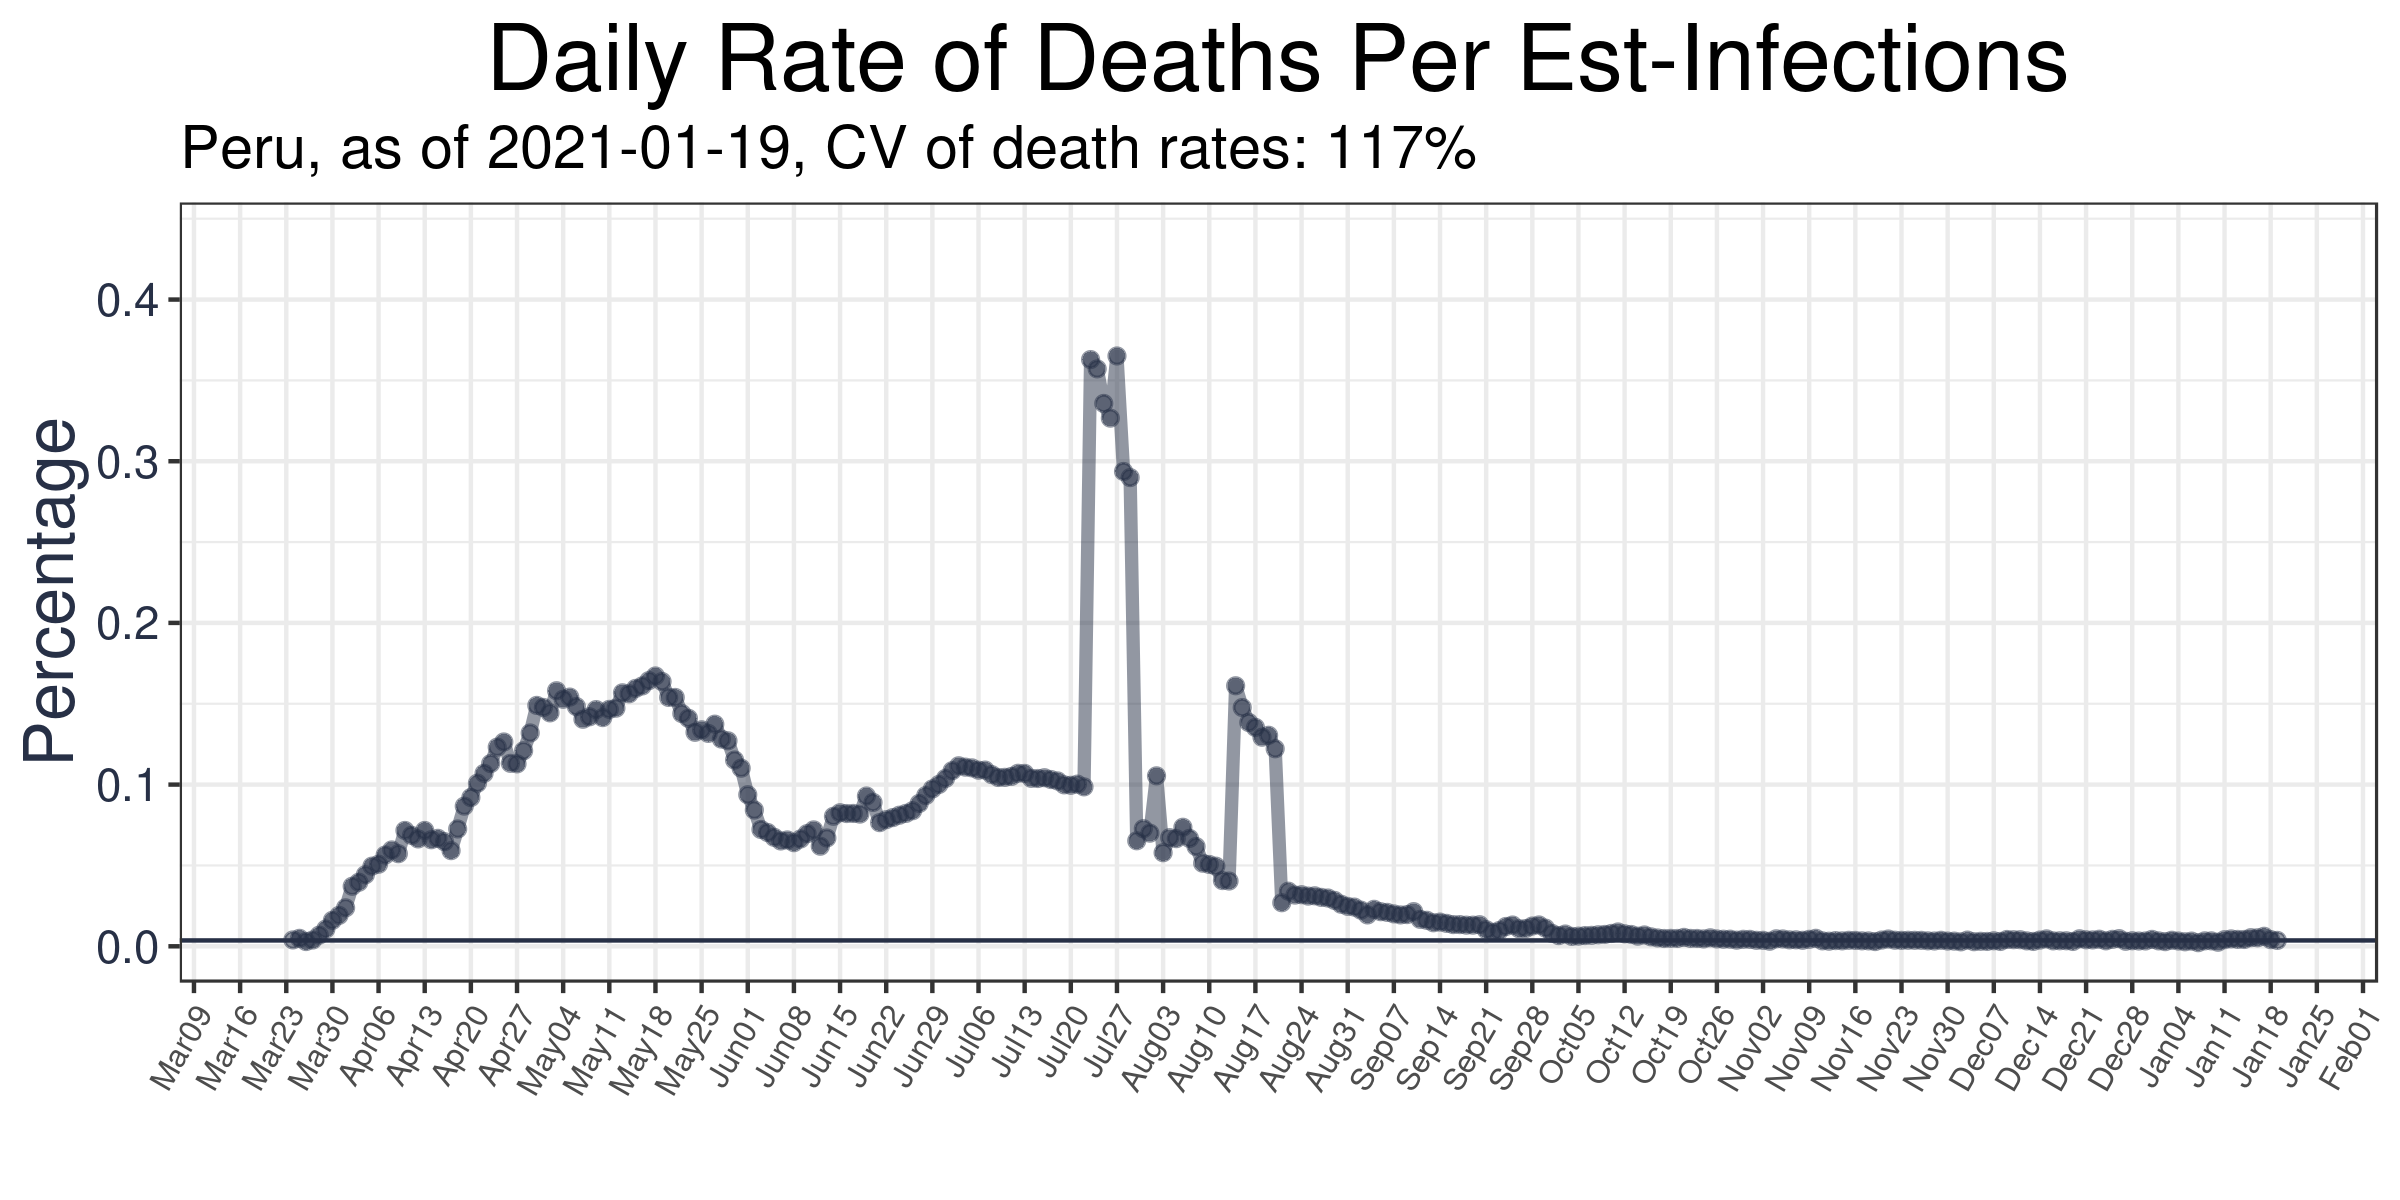 Daily Rate of Deaths Per Est-Infections
Peru, as of 2021-01-19, CV of death rates: 117%
Percentage
0.4
0.3
0.2
0.1
0.0
Mar09
Mar16
Mar23
Mar30
Apr06
Apr13
Apr20
Apr27
May04
May11
May18
May25
Jun01
Jun08
Jun15
Jun22
Jun29
Jul06
Jul13
Jul20
Jul27
Aug03
Aug10
Aug17
Aug24
Aug31
Sep07
Sep14
Sep21
Sep28
Oct05
Oct12
Oct19
Oct26
Nov02
Nov09
Nov16
Nov23
Nov30
Dec07
Dec14
Dec21
Dec28
Jan04
Jan11
Jan18
Jan25
Feb01